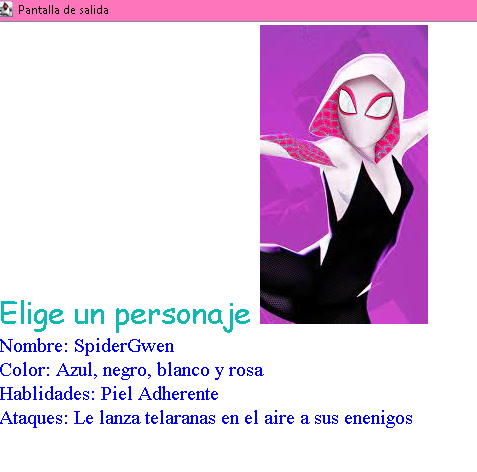 Pantalla de salida
Elige un personaje
Nombre: SpiderGwen
Color: Azul, negro, blanco y rosa
Hablidades: Piel Adherente
Ataques: Le lanza telaranas en el aire a sus enenigos